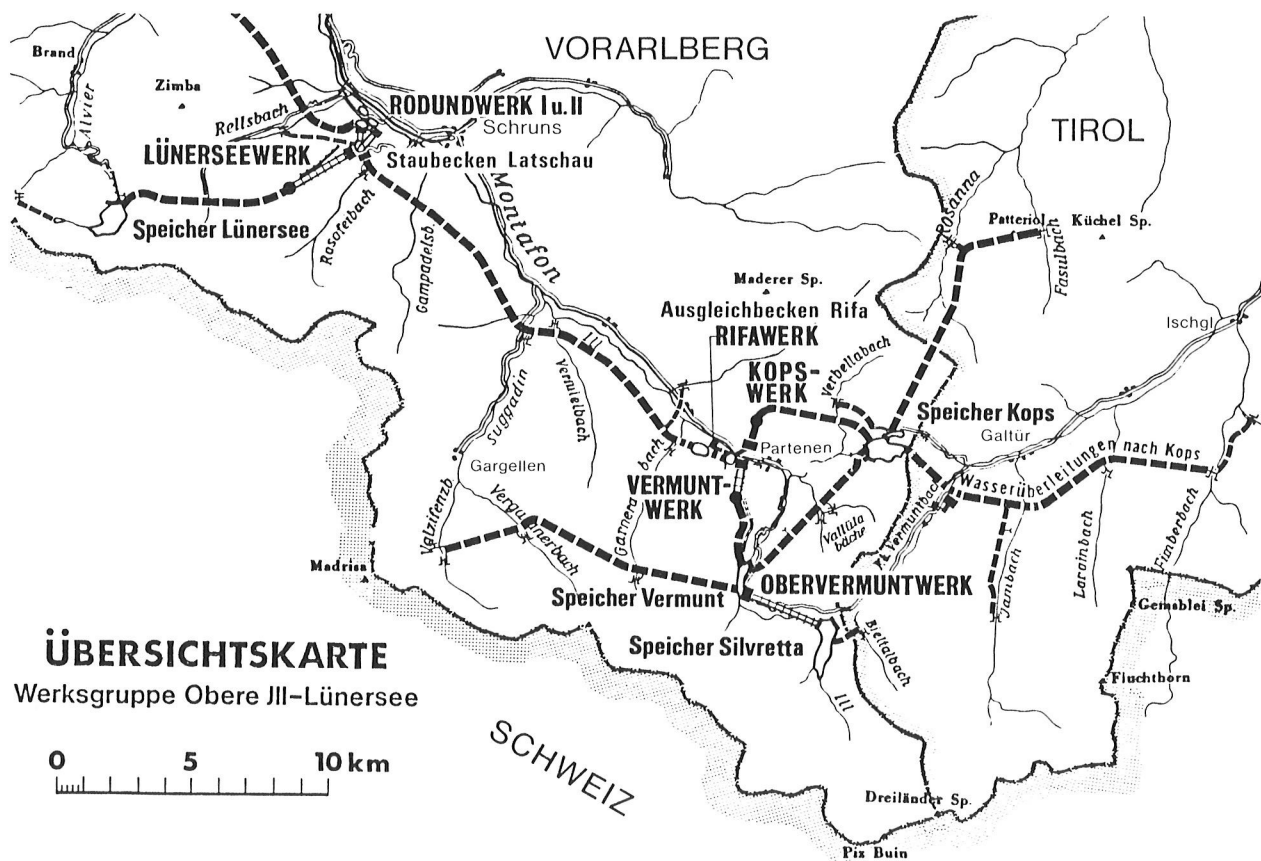 VORARLBERG
Brand
Zimba
Alvier
Rellsbach
RODUNDWERK I u. II
Schruns
TIROL
LÜNERSEEWERK
Staubecken Latschau
Montafon
Rosanna
Patteriol
Küchel Sp.
Speicher Lünersee
Rasafeibach
Gampadelsb.
Fasulbach
Maderer Sp.
Ausgleichbecken Rifa
RIFAWERK
Ischgl
Ill
KOPS-
WERK
Verbellabach
Suggadin
Vermielbach
Speicher Kops
Galtür
Partenen
Wasserüberleitungen nach Kops
Gargellen
VERMUNT-
WERK
Garnera
bach
Valzifenzb
Vergaldnerbach
Vallüla
bäche
Kl. Vermuntbach
Jambach
Larainbach
Fimberbach
Madrisa
Speicher Vermunt
OBERVERMUNTWERK
Gemsblei Sp.
Speicher Silvretta
Bieltalbach
ÜBERSICHTSKARTE
Werksgruppe Obere JII–Lünersee
Fluchthorn
Ill
SCHWEIZ
0 5 10 km
Dreiländer Sp.
Piz Buin